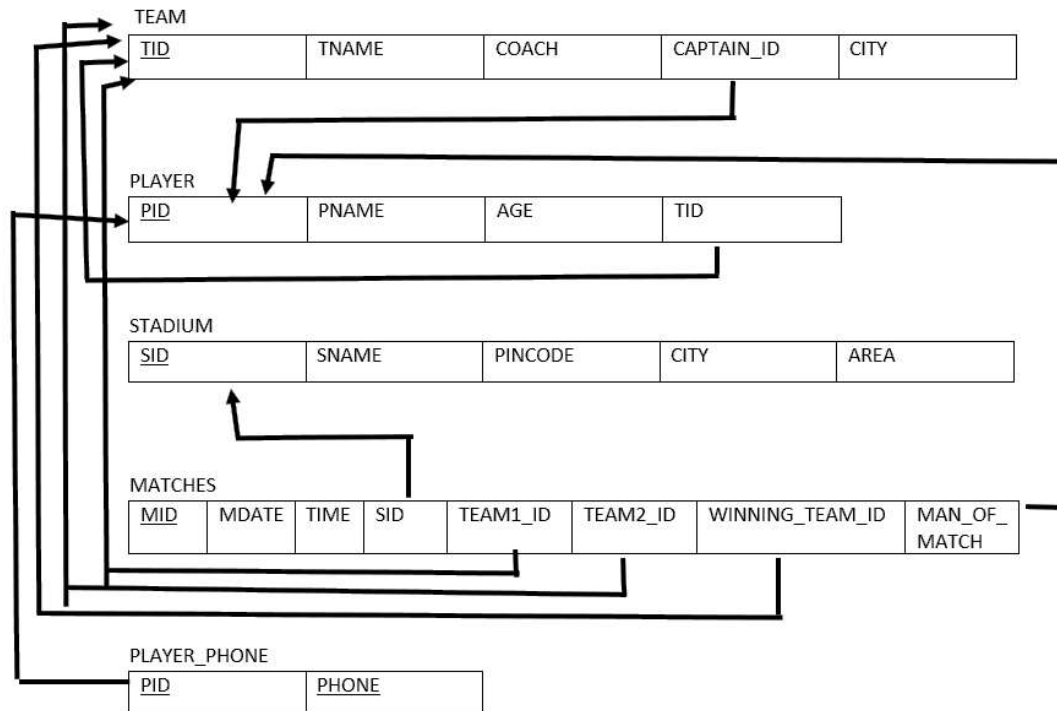 TEAM
TID TNAME COACH CAPTAIN_ID CITY
PLAYER
PID PNAME AGE TID
STADIUM
SID SNAME PINCODE CITY AREA
MATCHES
MID MDATE TIME SID TEAM1_ID TEAM2_ID WINNING_TEAM_ID MAN_OF_
MATCH
PLAYER_PHONE
PID PHONE